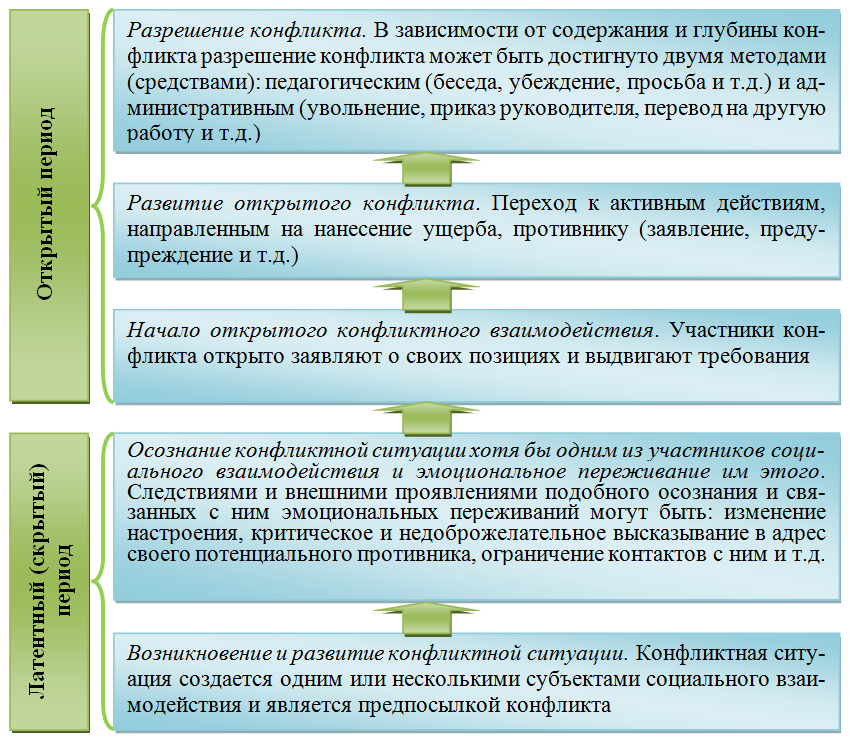 Открытый период
Разрешение конфликта. В зависимости от содержания и глубины кон-
фликта разрешение конфликта может быть достигнуто двумя методами
(средствами): педагогическим (беседа, убеждение, просьба и т.д.) и ад-
министративным (увольнение, приказ руководителя, перевод на другую
работу и т.д.)
Развитие открытого конфликта. Переход к активным действиям,
направленным на нанесение ущерба, противнику (заявление, преду-
преждение и т.д.)
Начало открытого конфликтного взаимодействия. Участники кон-
фликта открыто заявляют о своих позициях и выдвигают требования
Латентный (скрытый)
период
Осознание конфликтной ситуации хотя бы одним из участников соци-
ального взаимодействия и эмоциональное переживание им этого.
Следствиями и внешними проявлениями подобного осознания и свя-
занных с ним эмоциональных переживаний могут быть: изменение
настроения, критическое и недоброжелательное высказывание в адрес
своего потенциального противника, ограничение контактов с ним и т.д.
Возникновение и развитие конфликтной ситуации. Конфликтная ситу-
ация создается одним или несколькими субъектами социального взаи-
модействия и является предпосылкой конфликта